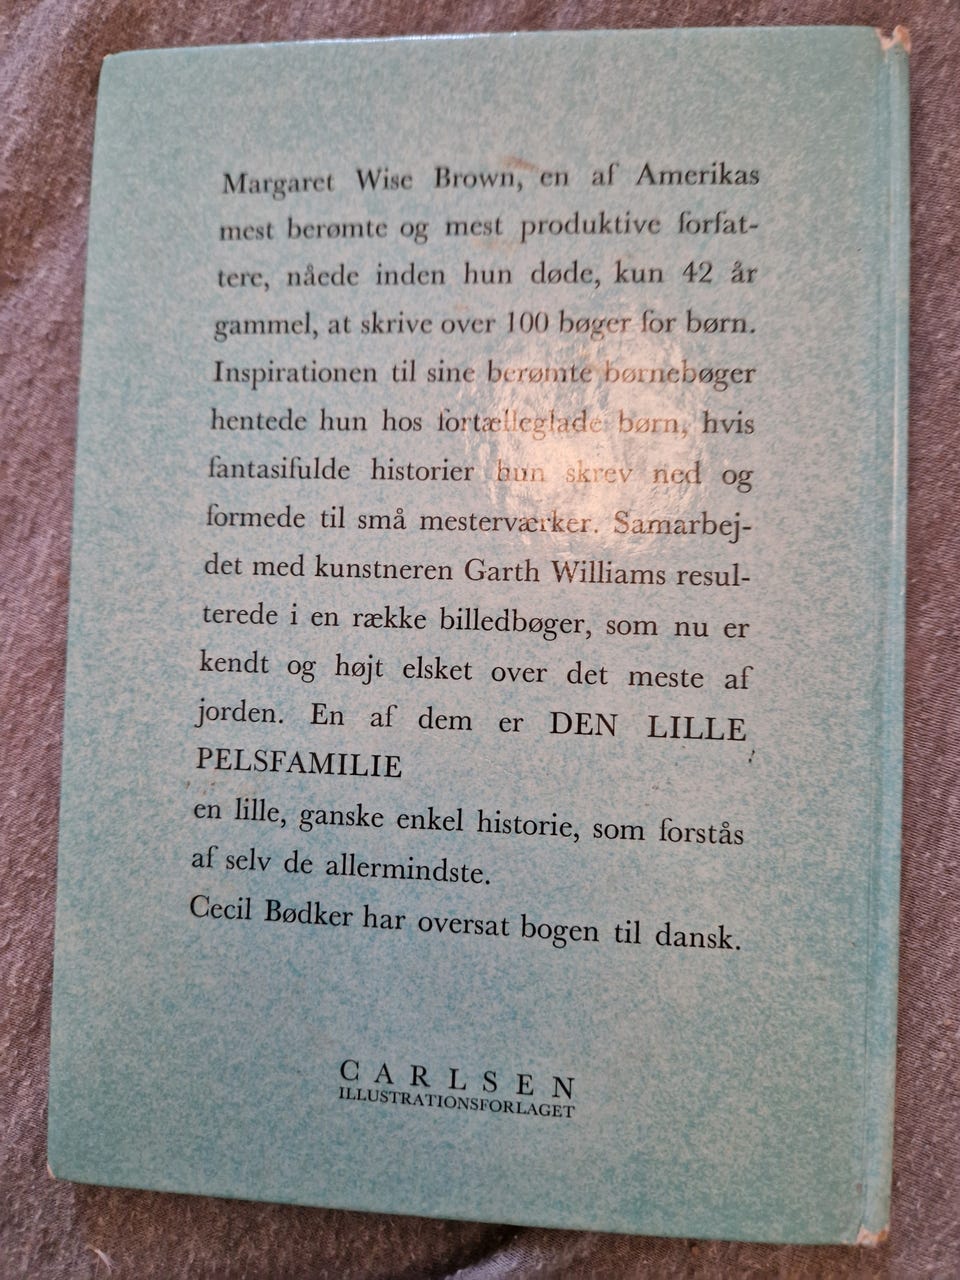 Margaret Wise Brown, en af Amerikas
mest berømte og mest produktive forfat-
tere, nåede inden hun døde, kun 42 år
gammel, at skrive over 100 bøger for børn.
Inspirationen til sine berømte børnebøger
hentede hun hos fortælleglade børn, hvis
fantasifulde historier hun skrev ned og
formede til små mesterværker. Samarbej-
det med kunstneren Garth Williams resul-
terede i en række billedbøger, som nu er
kendt og højt elsket over det meste af
jorden. En af dem er DEN LILLE
PELSFAMILIE
en lille, ganske enkel historie, som forstås
af selv de allermindste.
Cecil Bødker har oversat bogen til dansk.
CARLSEN
ILLUSTRATIONSFORLAGET